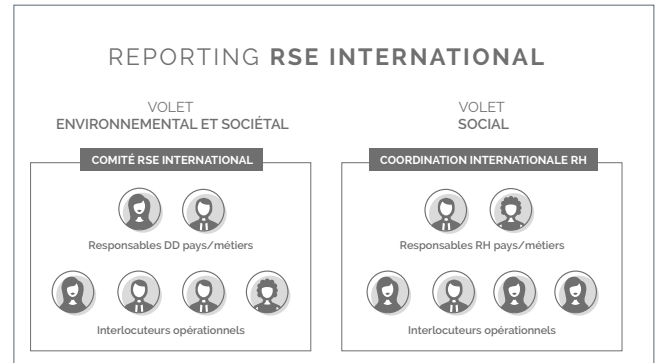 REPORTING RSE INTERNATIONAL
VOLET
ENVIRONNEMENTAL ET SOCIÉTAL
COMITÉ RSE INTERNATIONAL
Responsables DD pays/métiers
Interlocuteurs opérationnels
VOLET
SOCIAL
COORDINATION INTERNATIONALE RH
Responsables RH pays/métiers
Interlocuteurs opérationnels